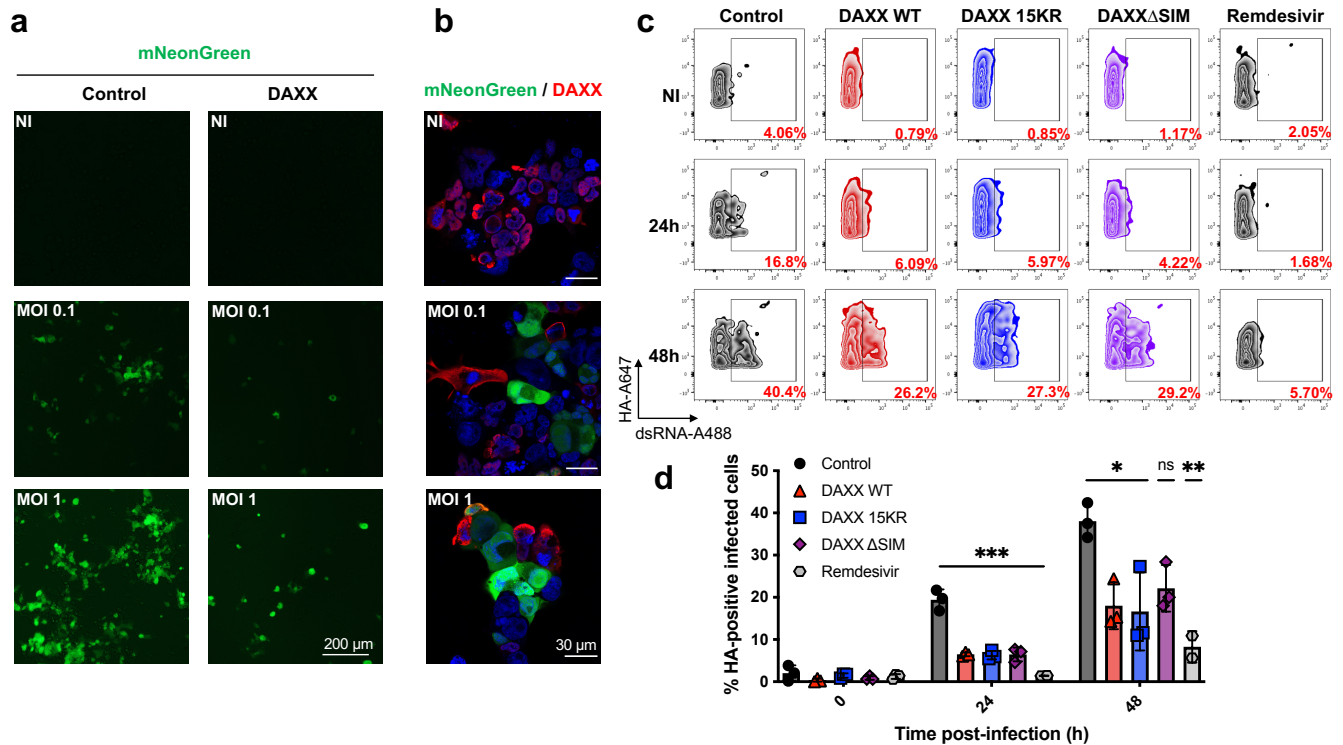 a
mNeonGreen
Control DAXX
NI NI
MOI 0.1 MOI 0.1
MOI 1 MOI 1
200 µm
b
mNeonGreen / DAXX
NI
MOI 0.1
MOI 1
30 µm
c
Control DAXX WT DAXX 15KR DAXX∆SIM Remdesivir
NI
4.06% 0.79% 0.85% 1.17% 2.05%
24h
16.8% 6.09% 5.97% 4.22% 1.68%
48h
40.4% 26.2% 27.3% 29.2% 5.70%
HA-A647
dsRNA-A488
d
% HA-positive infected cells
50
40
30
20
10
0
Control
DAXX WT
DAXX 15KR
DAXX ∆SIM
Remdesivir
***
* ns **
0 24 48
Time post-infection (h)